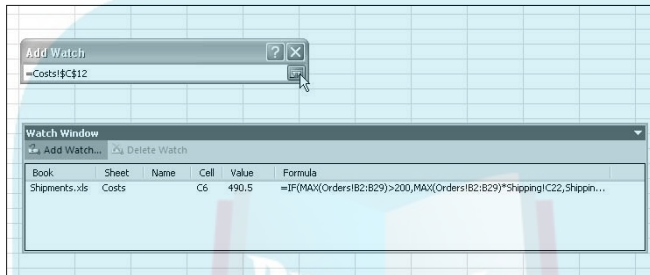 Add Watch
=Costs!$C$12
Watch Window
Add Watch... Delete Watch
Book Sheet Name Cell Value Formula
Shipments.xls Costs C6 490.5 =IF(MAX(Orders!B2:B29)>200,MAX(Orders!B2:B29)*Shipping!C22,Shippin...